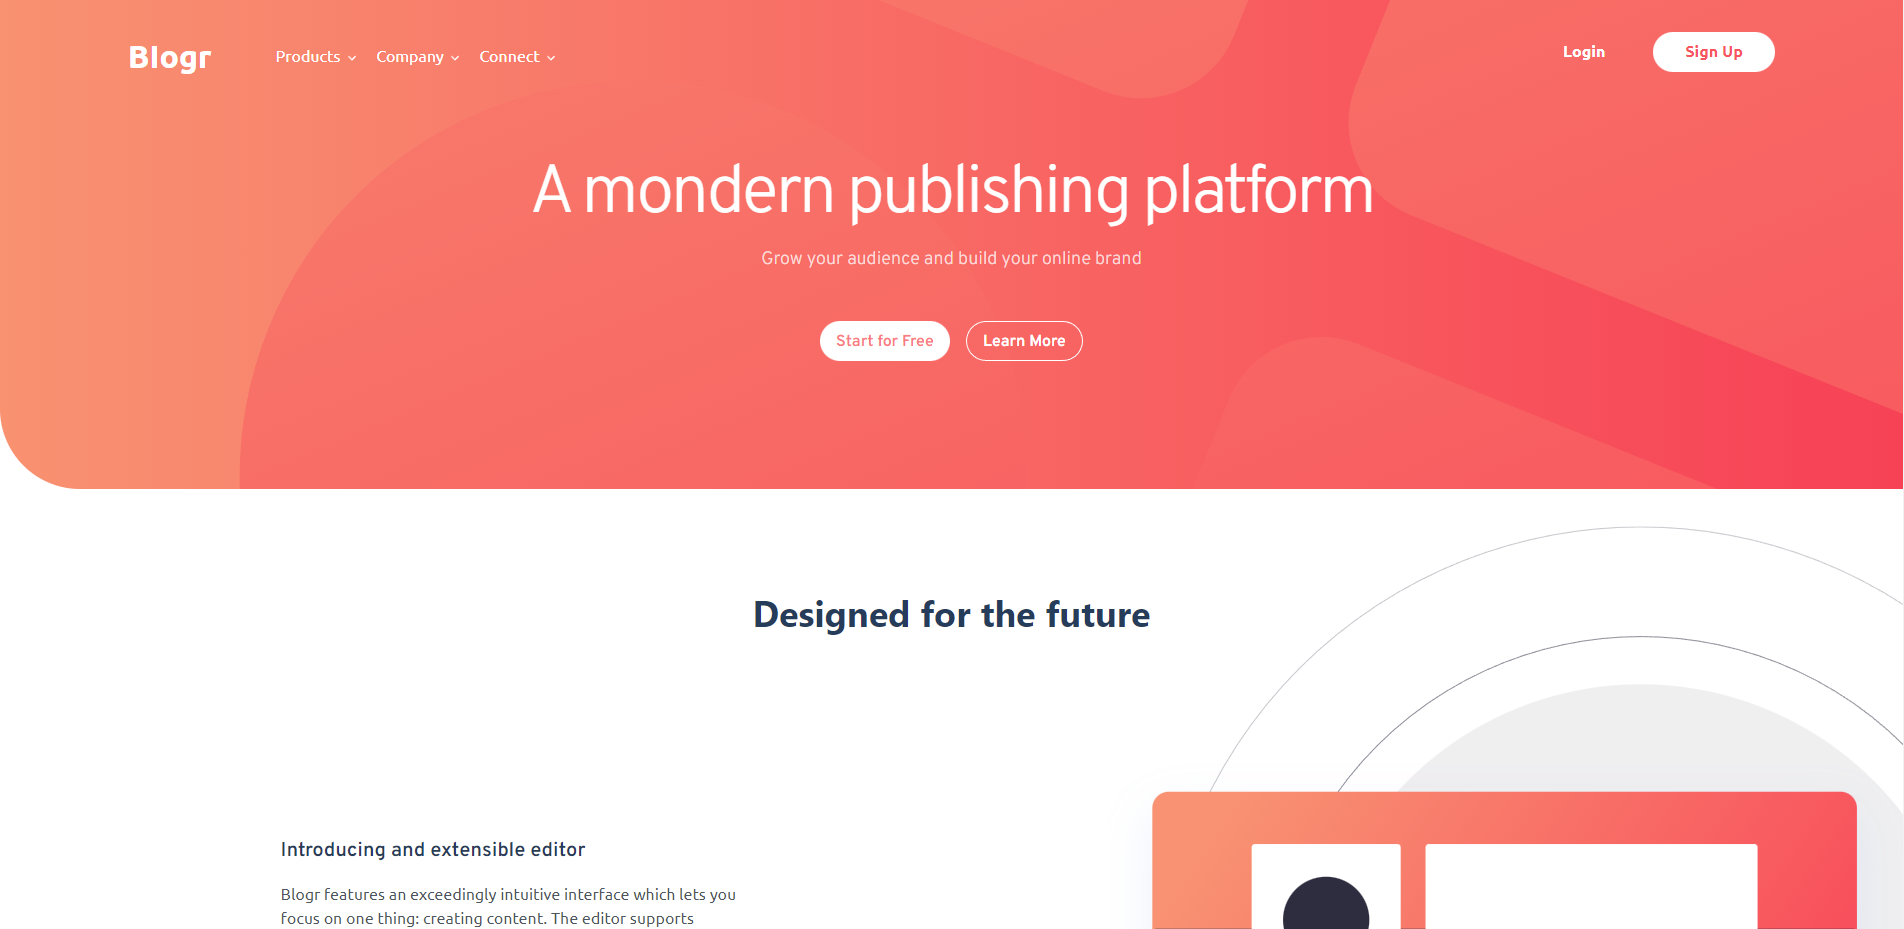 Blogr
Products
Company
Connect
Login
Sign Up
A mondern publishing platform
Grow your audience and build your online brand
Start for Free
Learn More
Designed for the future
Introducing and extensible editor
Blogr features an exceedingly intuitive interface which lets you
focus on one thing: creating content. The editor supports